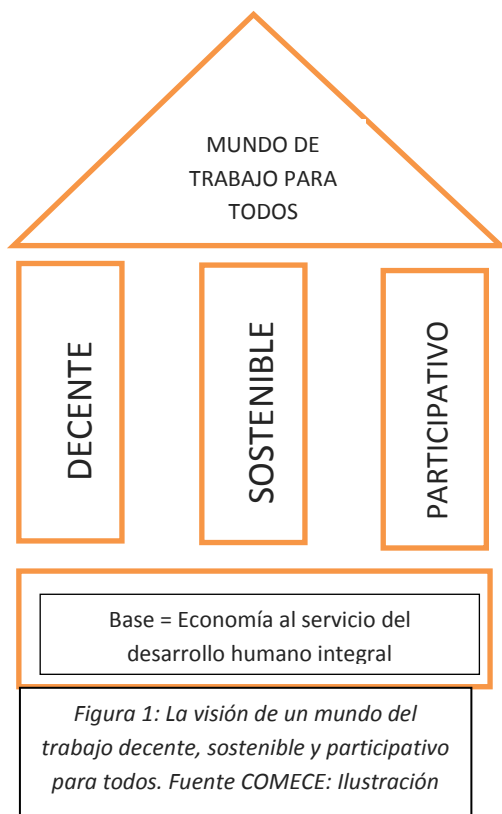 MUNDO DE
TRABAJO PARA
TODOS
DECENTE
SOSTENIBLE
PARTICIPATIVO
Base = Economía al servicio del
desarrollo humano integral
Figura 1: La visión de un mundo del
trabajo decente, sostenible y participativo
para todos. Fuente COMECE: Ilustración